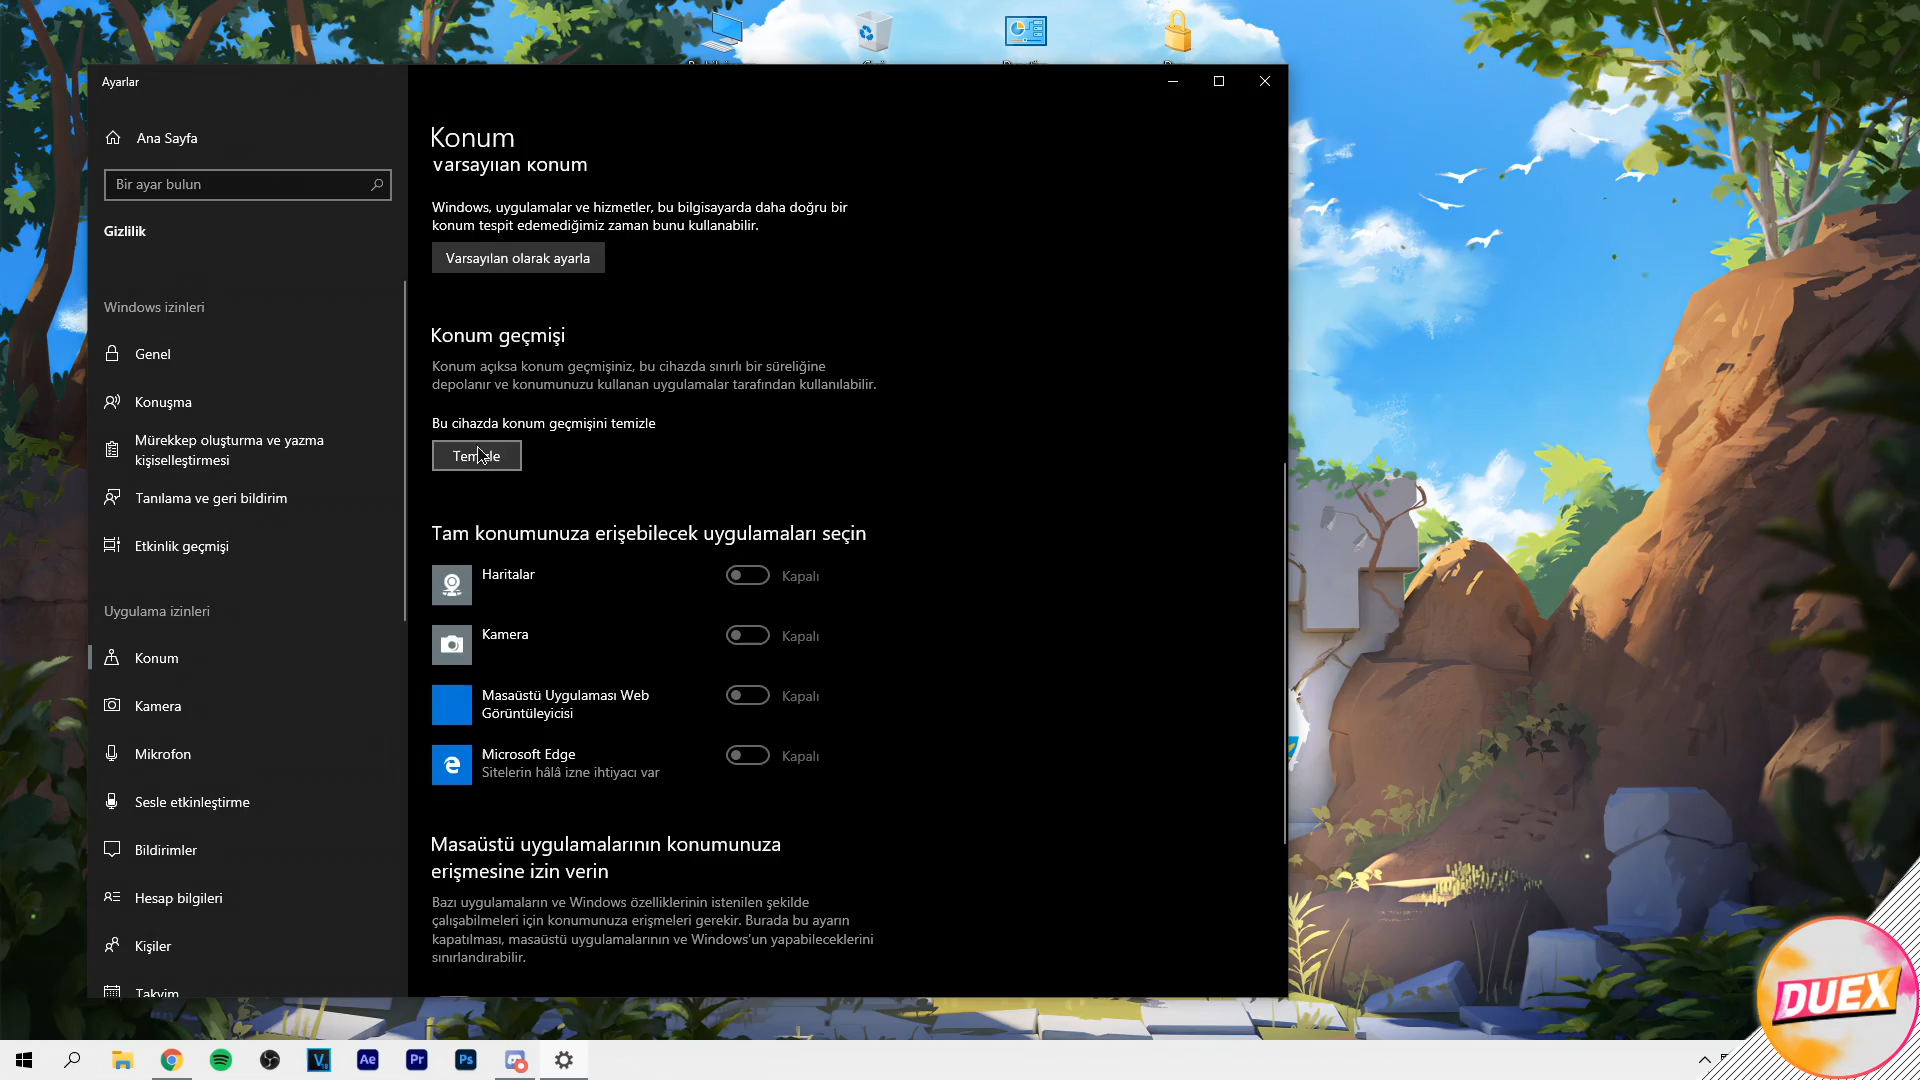 Ayarlar
Ana Sayfa
Bir ayar bulun
Gizlilik
Windows izinleri
Genel
Konuşma
Mürekkep oluşturma ve yazma
kişiselleştirmesi
Tanılama ve geri bildirim
Etkinlik geçmişi
Uygulama izinleri
Konum
Kamera
Mikrofon
Sesle etkinleştirme
Bildirimler
Hesap bilgileri
Kişiler
Takvim
Konum
Varsayılan konum
Windows, uygulamalar ve hizmetler, bu bilgisayarda daha doğru bir
konum tespit edemediğimiz zaman bunu kullanabilir.
Varsayılan olarak ayarla
Konum geçmişi
Konum açıksa konum geçmişiniz, bu cihazda sınırlı bir süreliğine
depolanır ve konumunuzu kullanan uygulamalar tarafından kullanılabilir.
Bu cihazda konum geçmişini temizle
Temizle
Tam konumunuza erişebilecek uygulamaları seçin
Haritalar
Kapalı
Kamera
Kapalı
Masaüstü Uygulaması Web
Görüntüleyicisi
Kapalı
Microsoft Edge
Sitelerin hâlâ izne ihtiyacı var
Kapalı
Masaüstü uygulamalarının konumunuza
erişmesine izin verin
Bazı uygulamaların ve Windows özelliklerinin istenilen şekilde
çalışabilmeleri için konumunuza erişmeleri gerekir. Burada bu ayarın
kapatılması, masaüstü uygulamalarının ve Windows'un yapabileceklerini
sınırlandırabilir.
Ae
Pr
Ps
DUEX